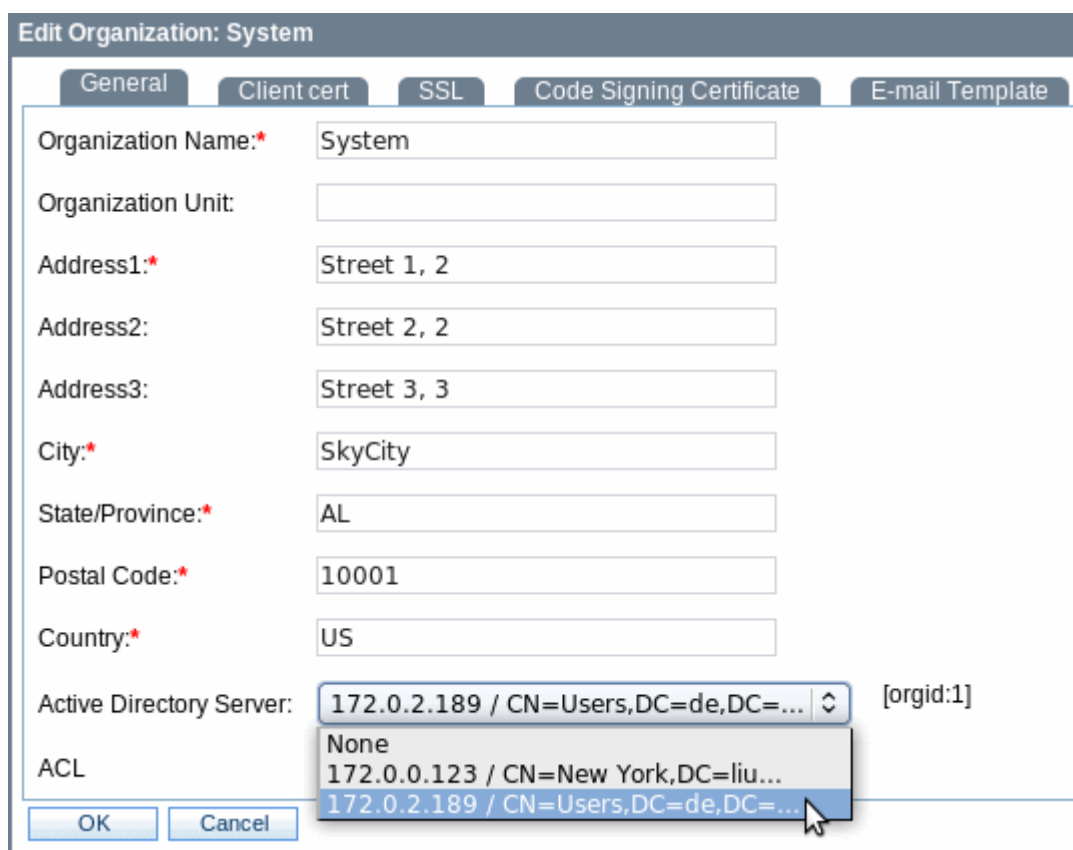 Edit Organization: System
General Client cert SSL Code Signing Certificate E-mail Template
Organization Name:* System
Organization Unit:
Address1:* Street 1, 2
Address2: Street 2, 2
Address3: Street 3, 3
City:* SkyCity
State/Province:* AL
Postal Code:* 10001
Country:* US
Active Directory Server: 172.0.2.189 / CN=Users,DC=de,DC=... [orgid:1]
None
ACL 172.0.0.123 / CN=New York,DC=liu...
172.0.2.189 / CN=Users,DC=de,DC=...
OK Cancel